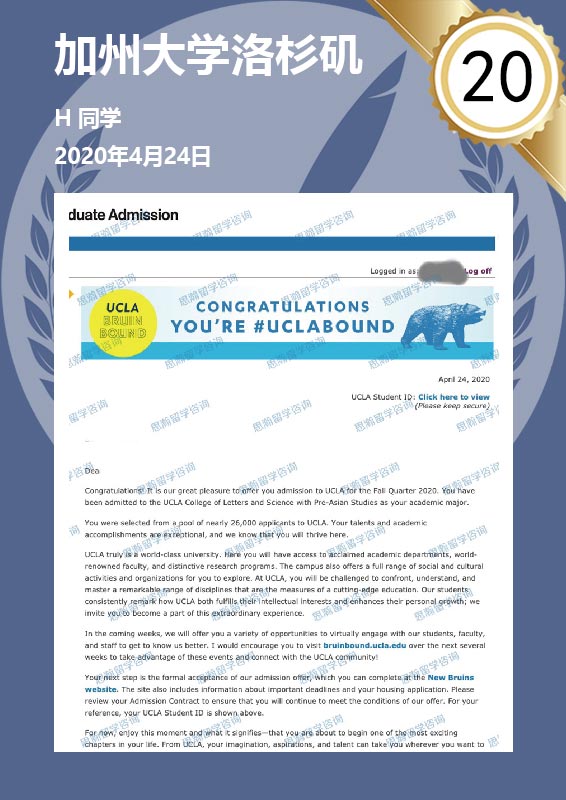 加州大学洛杉矶
20
H 同学
2020年4月24日
duate Admission
Logged in as: Log off
UCLA
BRUIN
BOUND
CONGRATULATIONS
YOU'RE #UCLABOUND
April 24, 2020
UCLA Student ID: Click here to view
(Please keep secure)
Dea
Congratulations! It is our great pleasure to offer you admission to UCLA for the Fall Quarter 2020. You have
been admitted to the UCLA College of Letters and Science with Pre-Asian Studies as your academic major.
You were selected from a pool of nearly 26,000 applicants to UCLA. Your talents and academic
accomplishments are exceptional, and we know that you will thrive here.
UCLA truly is a world-class university. Here you will have access to acclaimed academic departments, world-
renowned faculty, and distinctive research programs. The campus also offers a full range of social and cultural
activities and organizations for you to explore. At UCLA, you will be challenged to confront, understand, and
master a remarkable range of disciplines that are the measures of a cutting-edge education. Our students
consistently remark how UCLA both fulfills their intellectual interests and enhances their personal growth; we
invite you to become a part of this extraordinary experience.
In the coming weeks, we will offer you a variety of opportunities to virtually engage with our students, faculty,
and staff to get to know us better. I would encourage you to visit bruinbound.ucla.edu over the next several
weeks to take advantage of these events and connect with the UCLA community!
Your next step is the formal acceptance of our admission offer, which you can complete at the New Bruins
website. The site also includes information about important deadlines and your housing application. Please
review your Admission Contract to ensure that you will continue to meet the conditions of our offer. For your
reference, your UCLA Student ID is shown above.
For now, enjoy this moment and what it signifies—that you are about to begin one of the most exciting
chapters in your life. From UCLA, your imagination, aspirations, and talent can take you wherever you want to
思瀚留学咨询